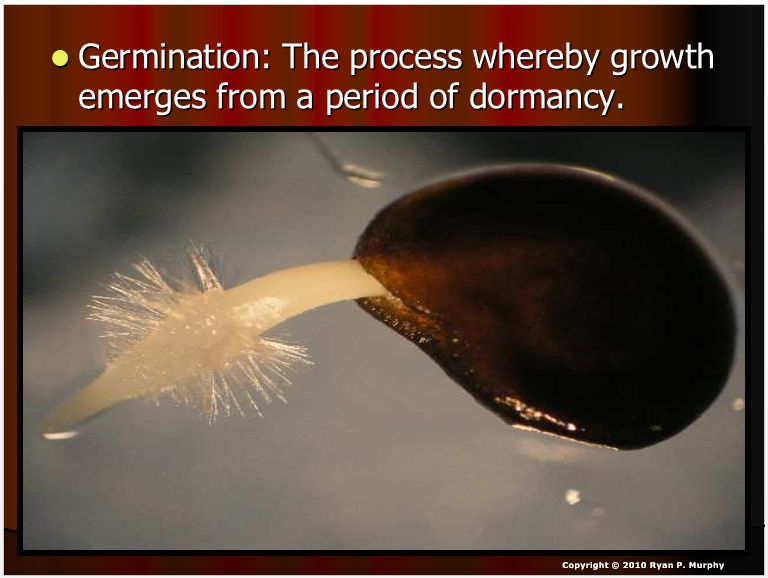 Germination: The process whereby growth
emerges from a period of dormancy.
Copyright © 2010 Ryan P. Murphy